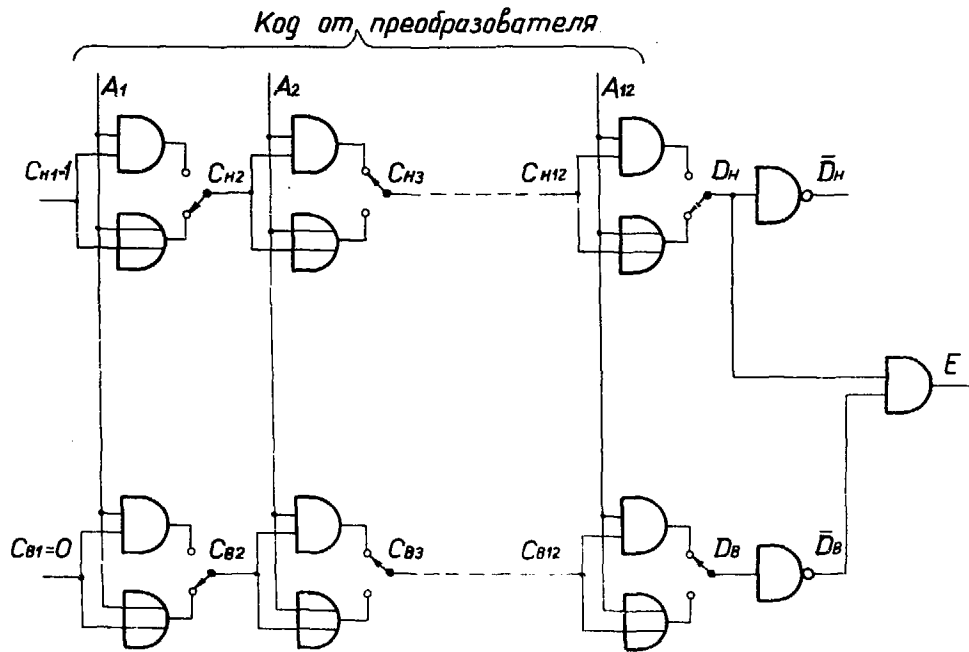 Код от преобразователя
A1 A2 A12
Cн1=1 Cн2 Cн3 Cн12 Dн D̅н
E
Cв1=0 Cв2 Cв3 Cв12 Dв D̅в